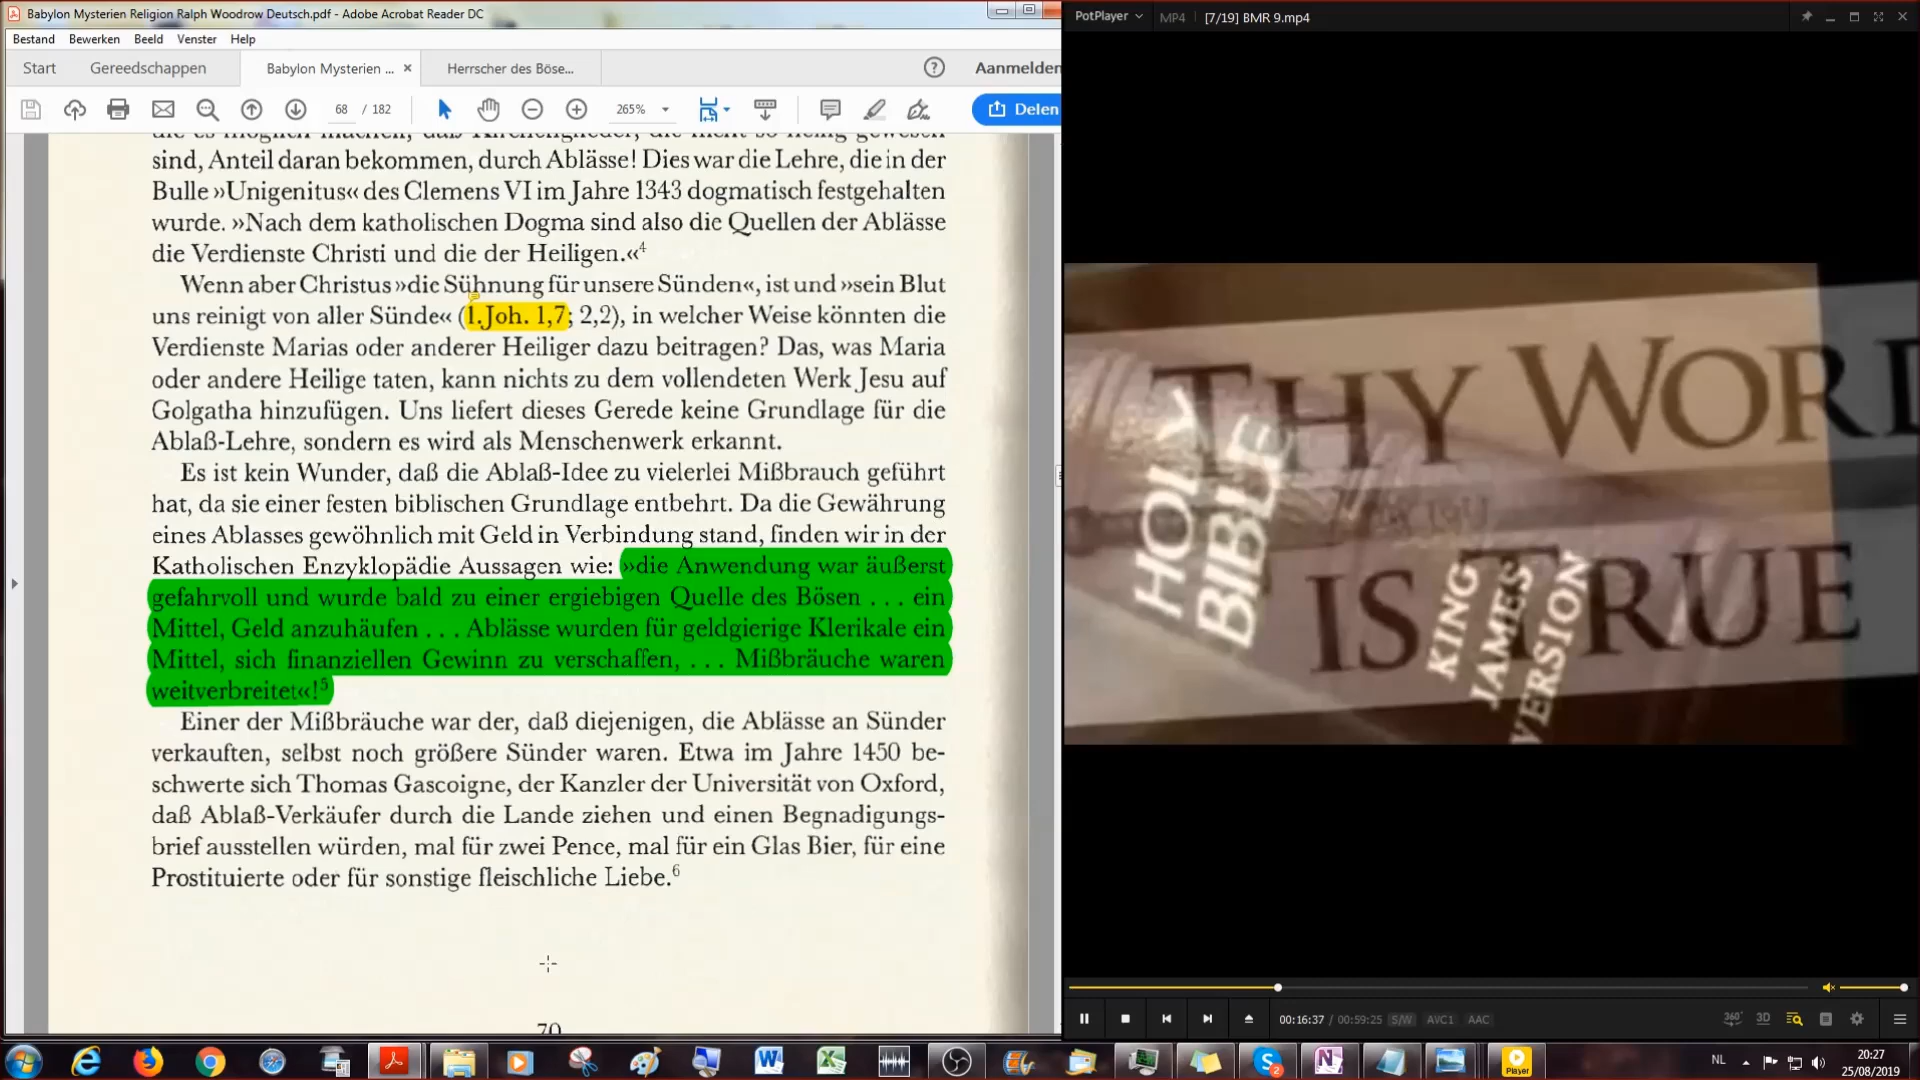 Babylon Mysterien Religion Ralph Woodrow Deutsch.pdf - Adobe Acrobat Reader DC
Bestand Bewerken Beeld Venster Help
Start Gereedschappen Babylon Mysterien ... × Herrscher des Böse... Aanmelden
68 / 182 265% Delen
sind, Anteil daran bekommen, durch Ablässe! Dies war die Lehre, die in der
Bulle »Unigenitus« des Clemens VI im Jahre 1343 dogmatisch festgehalten
wurde. »Nach dem katholischen Dogma sind also die Quellen der Ablässe
die Verdienste Christi und die der Heiligen.«4
Wenn aber Christus »die Sühnung für unsere Sünden«, ist und »sein Blut
uns reinigt von aller Sünde« (1.Joh. 1,7; 2,2), in welcher Weise könnten die
Verdienste Marias oder anderer Heiliger dazu beitragen? Das, was Maria
oder andere Heilige taten, kann nichts zu dem vollendeten Werk Jesu auf
Golgatha hinzufügen. Uns liefert dieses Gerede keine Grundlage für die
Ablaß-Lehre, sondern es wird als Menschenwerk erkannt.
Es ist kein Wunder, daß die Ablaß-Idee zu vielerlei Mißbrauch geführt
hat, da sie einer festen biblischen Grundlage entbehrt. Da die Gewährung
eines Ablasses gewöhnlich mit Geld in Verbindung stand, finden wir in der
Katholischen Enzyklopädie Aussagen wie: »die Anwendung war äußerst
gefahrvoll und wurde bald zu einer ergiebigen Quelle des Bösen . . . ein
Mittel, Geld anzuhäufen . . . Ablässe wurden für geldgierige Klerikale ein
Mittel, sich finanziellen Gewinn zu verschaffen, . . . Mißbräuche waren
weitverbreitet«!5
Einer der Mißbräuche war der, daß diejenigen, die Ablässe an Sünder
verkauften, selbst noch größere Sünder waren. Etwa im Jahre 1450 be-
schwerte sich Thomas Gascoigne, der Kanzler der Universität von Oxford,
daß Ablaß-Verkäufer durch die Lande ziehen und einen Begnadigungs-
brief ausstellen würden, mal für zwei Pence, mal für ein Glas Bier, für eine
Prostituierte oder für sonstige fleischliche Liebe.6
70
PotPlayer MP4 [7/19] BMR 9.mp4
THY WORD
IS TRUE
HOLY
BIBLE
KING
JAMES
VERSION
00:16:37 / 00:59:25 S/W AVC1 AAC
360° 3D
Player
NL
20:27
25/08/2019